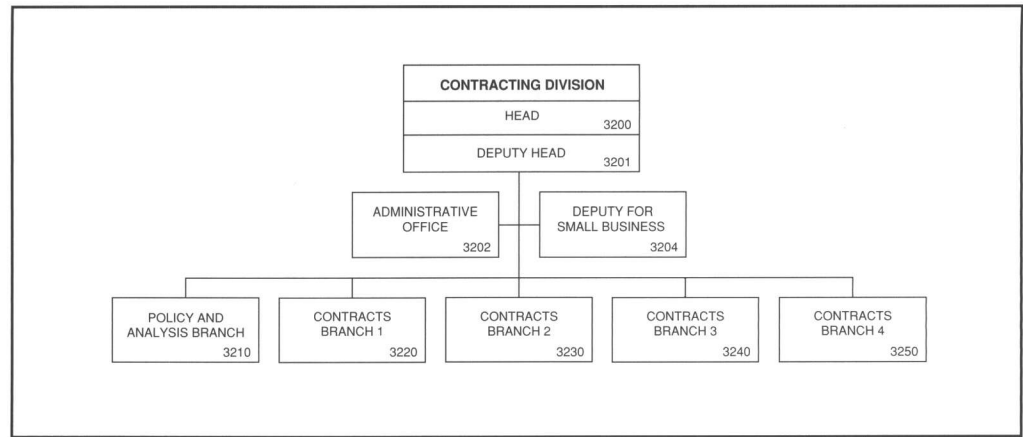 CONTRACTING DIVISION
HEAD
3200
DEPUTY HEAD
3201
ADMINISTRATIVE
OFFICE
3202
DEPUTY FOR
SMALL BUSINESS
3204
POLICY AND
ANALYSIS BRANCH
3210
CONTRACTS
BRANCH 1
3220
CONTRACTS
BRANCH 2
3230
CONTRACTS
BRANCH 3
3240
CONTRACTS
BRANCH 4
3250